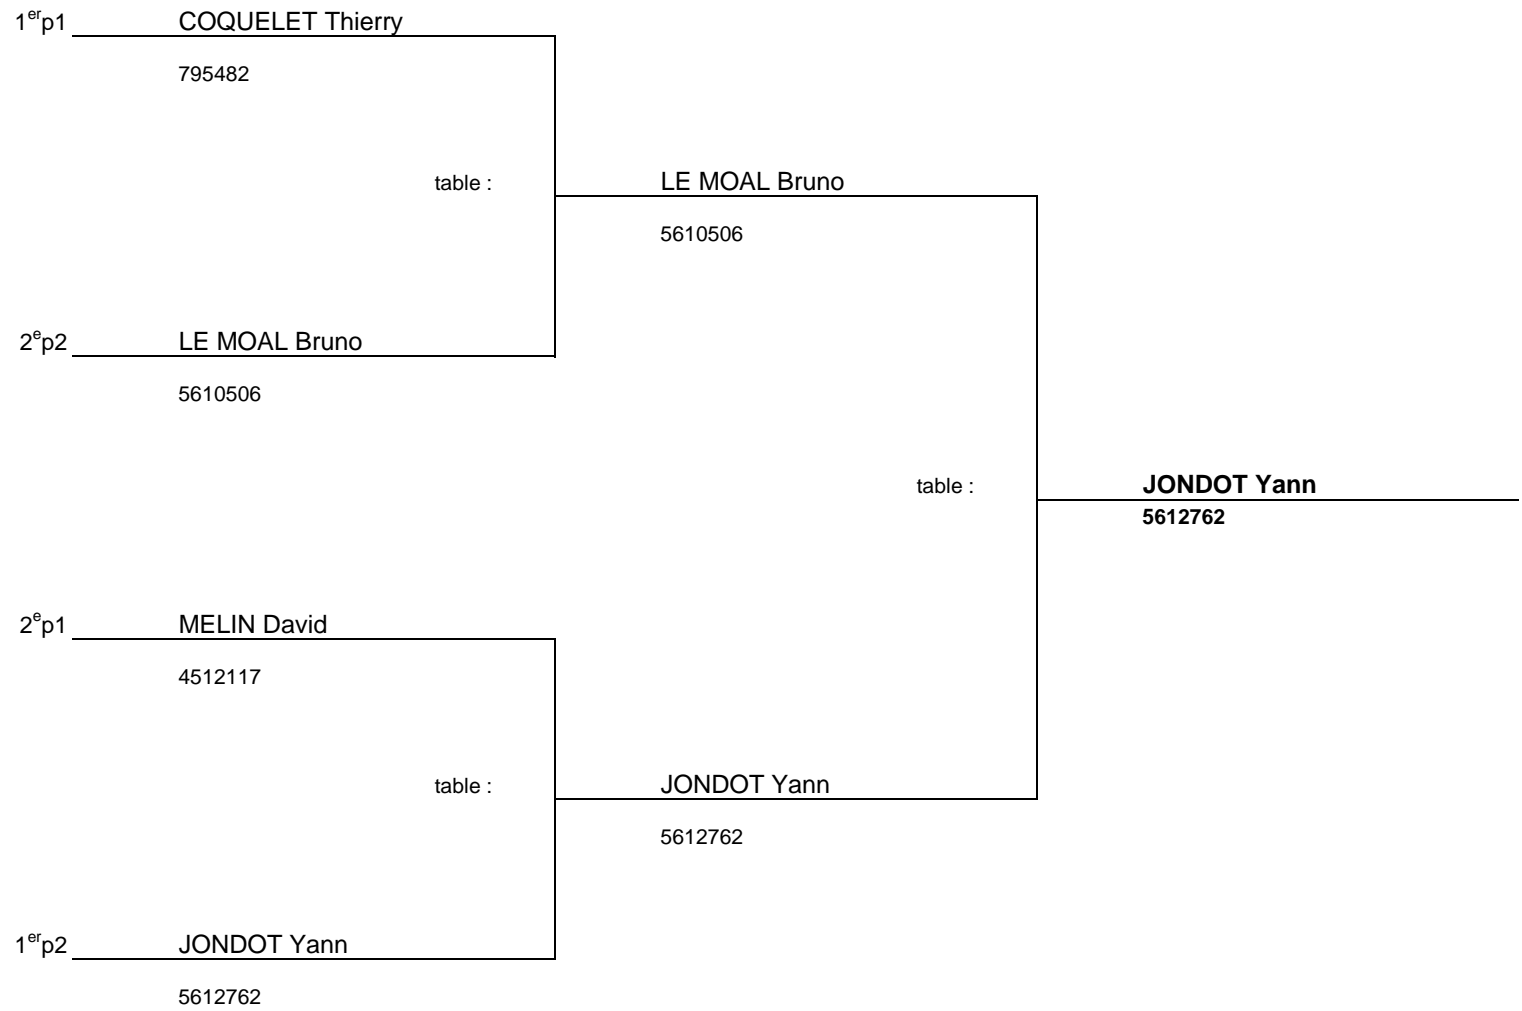 1erp1 COQUELET Thierry
795482
table : LE MOAL Bruno
5610506
2ep2 LE MOAL Bruno
5610506
table : JONDOT Yann
5612762
2ep1 MELIN David
4512117
table : JONDOT Yann
5612762
1erp2 JONDOT Yann
5612762